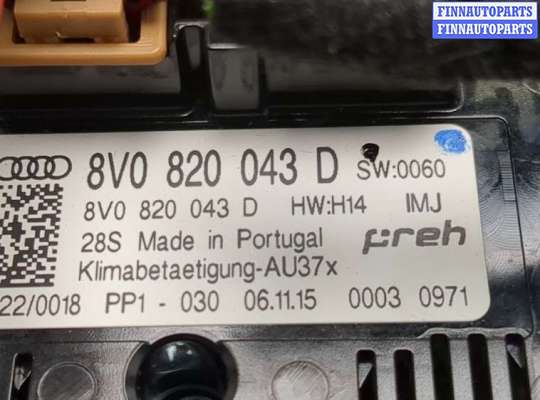 FINNAUTOPARTS
FINNAUTOPARTS
8V0 820 043 D SW:0060
8V0 820 043 D HW:H14 IMJ
28S Made in Portugal preh
Klimabetaetigung-AU37x
22/0018 PP1 - 030 06.11.15 0003 0971